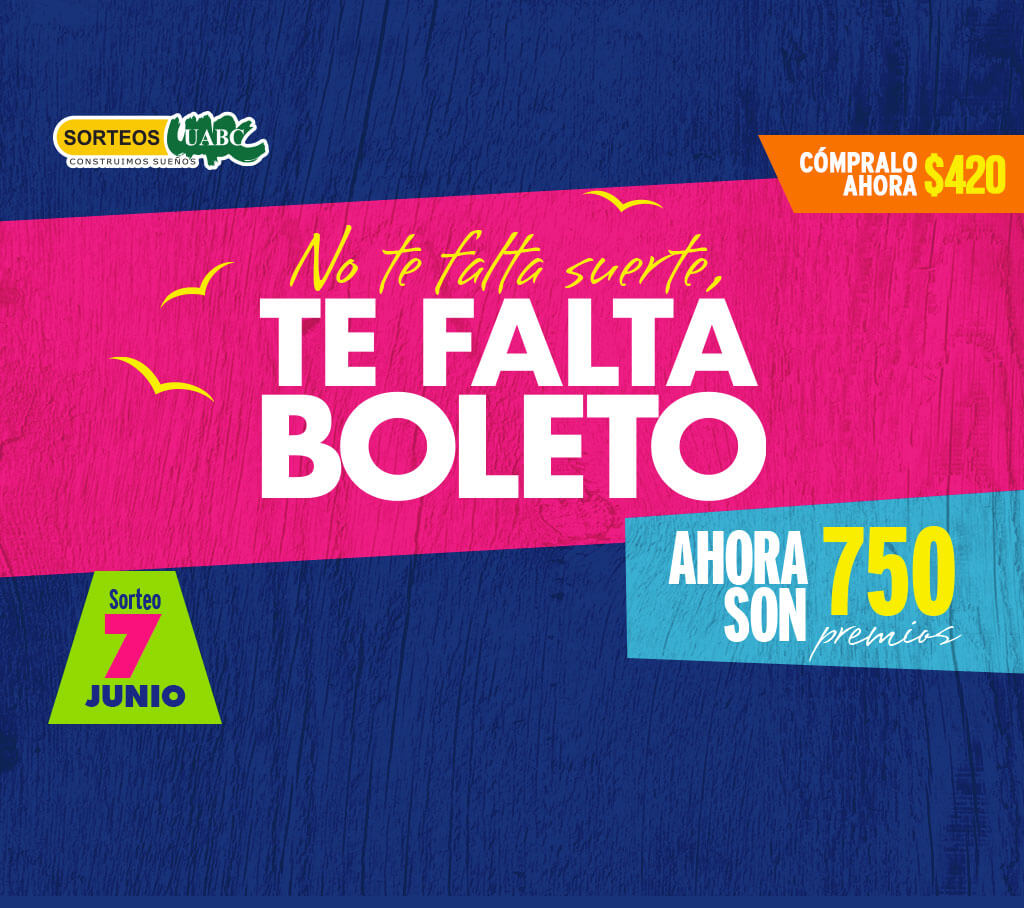 SORTEOS UABC
CONSTRUIMOS SUEÑOS
CÓMPRALO
AHORA $420
No te falta suerte,
TE FALTA
BOLETO
AHORA
SON 750
premios
Sorteo
7
JUNIO